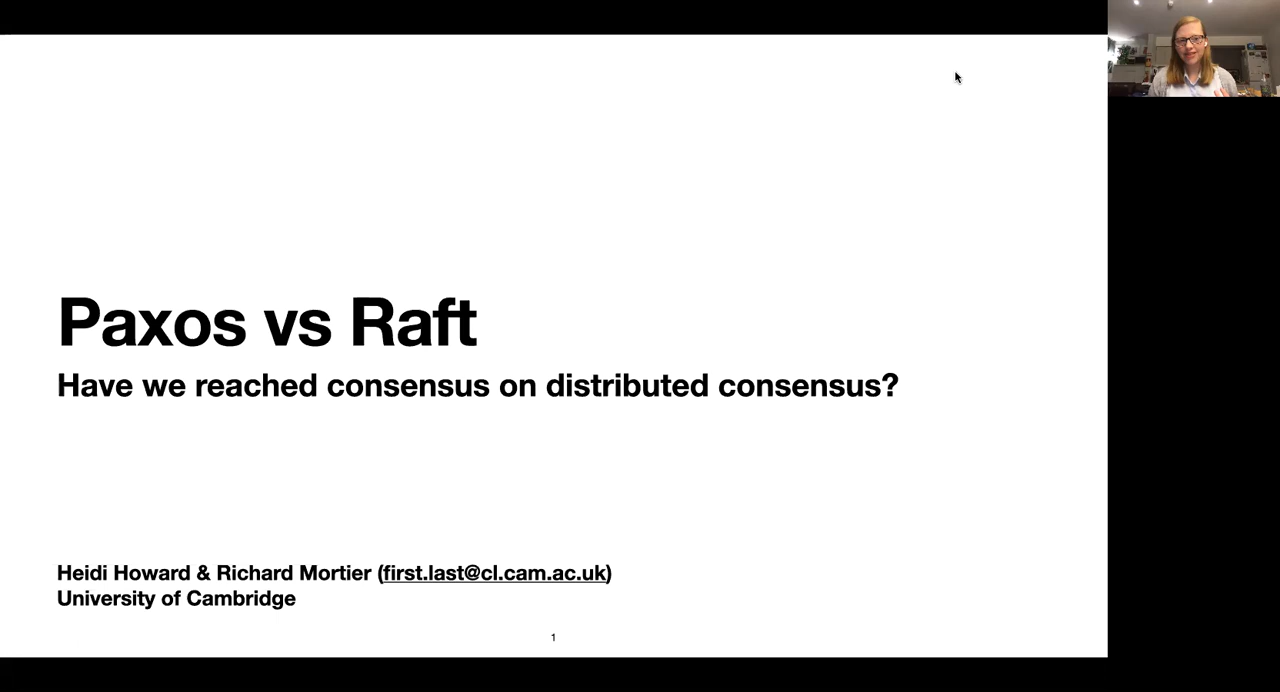 Paxos vs Raft
Have we reached consensus on distributed consensus?
Heidi Howard & Richard Mortier (first.last@cl.cam.ac.uk)
University of Cambridge
1